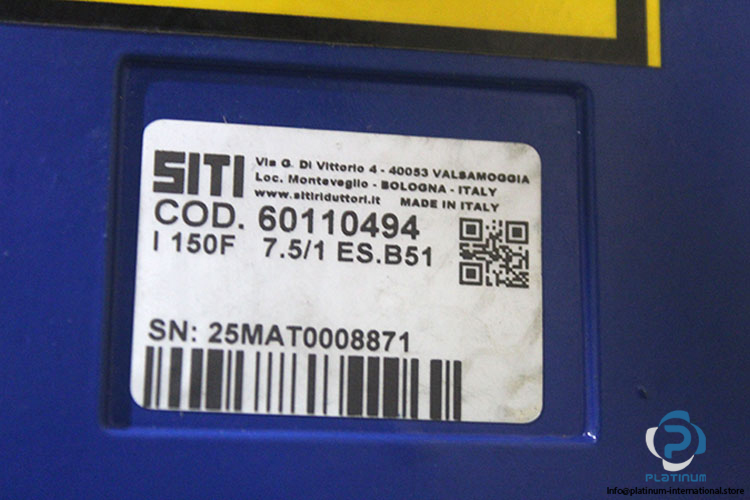 SITI
Via G. Di Vittorio 4 - 40053 VALSAMOGGIA
Loc. Monteveglio - BOLOGNA - ITALY
www.sitiriduttori.it MADE IN ITALY
COD. 60110494
I 150F 7.5/1 ES.B51
SN: 25MAT0008871
PLATINUM
Info@platinum-international.store